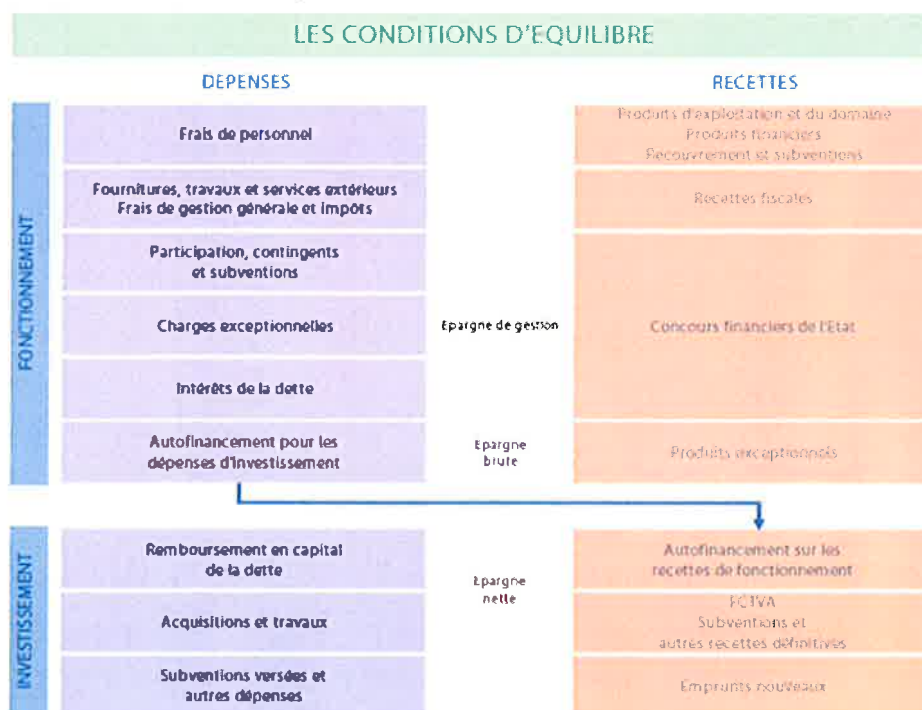 LES CONDITIONS D'EQUILIBRE
DEPENSES
RECETTES
FONCTIONNEMENT
Frais de personnel
Fournitures, travaux et services extérieurs
Frais de gestion générale et impôts
Participation, contingents
et subventions
Charges exceptionnelles
Intérêts de la dette
Autofinancement pour les
dépenses d'investissement
Epargne de gestion
Epargne
brute
Produits d'exploitation et du domaine
Produits financiers
Recouvrement et subventions
Recettes fiscales
Concours financiers de l'Etat
Produits exceptionnels
INVESTISSEMENT
Remboursement en capital
de la dette
Acquisitions et travaux
Subventions versées et
autres dépenses
Epargne
nette
Autofinancement sur les
recettes de fonctionnement
FCTVA
Subventions et
autres recettes définitives
Emprunts nouveaux